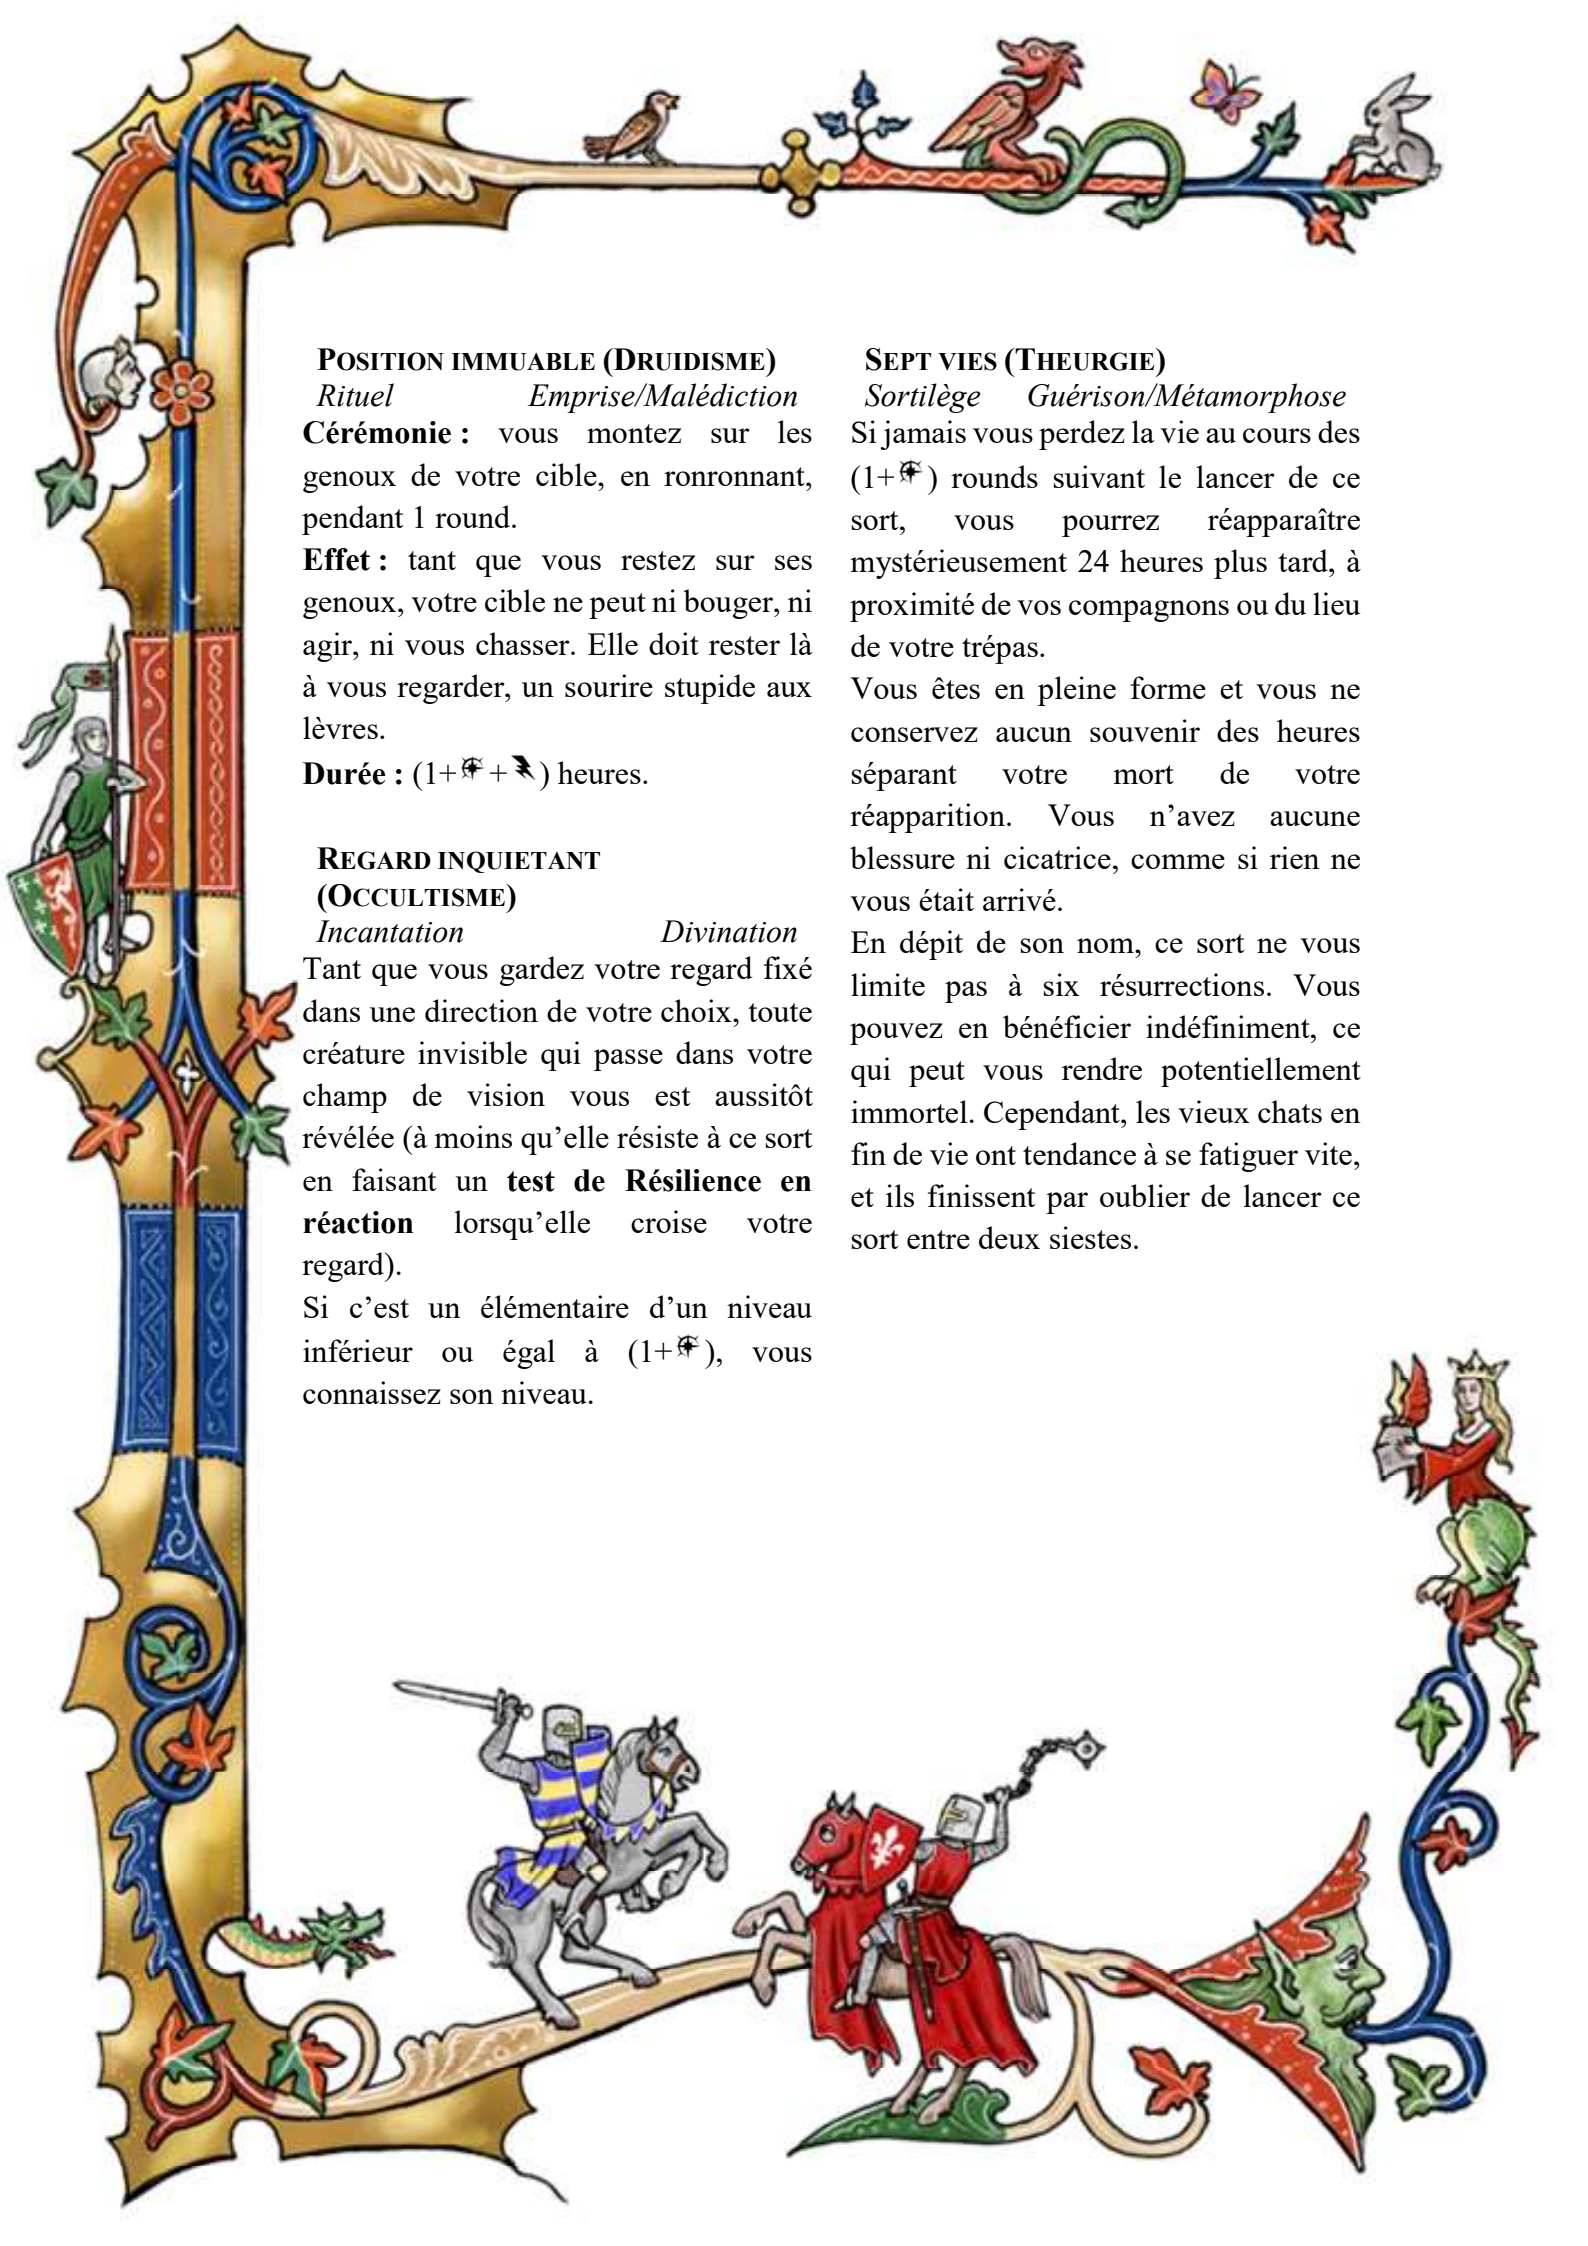 POSITION IMMUABLE (DRUIDISME)
Rituel Emprise/Malédiction
Cérémonie : vous montez sur les
genoux de votre cible, en ronronnant,
pendant 1 round.
Effet : tant que vous restez sur ses
genoux, votre cible ne peut ni bouger, ni
agir, ni vous chasser. Elle doit rester là
à vous regarder, un sourire stupide aux
lèvres.
Durée : (1+ + ) heures.
REGARD INQUIETANT
(OCCULTISME)
Incantation Divination
Tant que vous gardez votre regard fixé
dans une direction de votre choix, toute
créature invisible qui passe dans votre
champ de vision vous est aussitôt
révélée (à moins qu’elle résiste à ce sort
en faisant un test de Résilience en
réaction lorsqu’elle croise votre
regard).
Si c’est un élémentaire d’un niveau
inférieur ou égal à (1+ ), vous
connaissez son niveau.
SEPT VIES (THEURGIE)
Sortilège Guérison/Métamorphose
Si jamais vous perdez la vie au cours des
(1+ ) rounds suivant le lancer de ce
sort, vous pourrez réapparaître
mystérieusement 24 heures plus tard, à
proximité de vos compagnons ou du lieu
de votre trépas.
Vous êtes en pleine forme et vous ne
conservez aucun souvenir des heures
séparant votre mort de votre
réapparition. Vous n’avez aucune
blessure ni cicatrice, comme si rien ne
vous était arrivé.
En dépit de son nom, ce sort ne vous
limite pas à six résurrections. Vous
pouvez en bénéficier indéfiniment, ce
qui peut vous rendre potentiellement
immortel. Cependant, les vieux chats en
fin de vie ont tendance à se fatiguer vite,
et ils finissent par oublier de lancer ce
sort entre deux siestes.